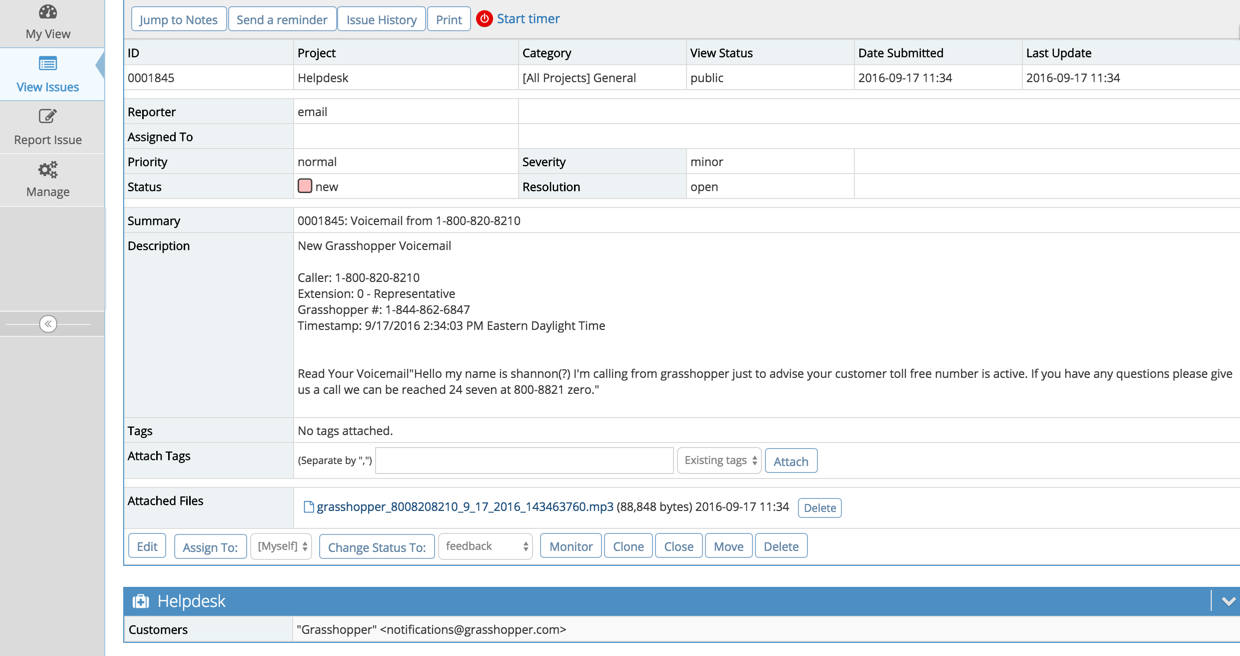 My View
View Issues
Report Issue
Manage
Jump to Notes Send a reminder Issue History Print Start timer
ID Project Category View Status Date Submitted Last Update
0001845 Helpdesk [All Projects] General public 2016-09-17 11:34 2016-09-17 11:34
Reporter email
Assigned To
Priority normal Severity minor
Status new Resolution open
Summary 0001845: Voicemail from 1-800-820-8210
Description New Grasshopper Voicemail
Caller: 1-800-820-8210
Extension: 0 - Representative
Grasshopper #: 1-844-862-6847
Timestamp: 9/17/2016 2:34:03 PM Eastern Daylight Time
Read Your Voicemail"Hello my name is shannon(?) I'm calling from grasshopper just to advise your customer toll free number is active. If you have any questions please give
us a call we can be reached 24 seven at 800-8821 zero."
Tags No tags attached.
Attach Tags (Separate by ",") Existing tags Attach
Attached Files grasshopper_8008208210_9_17_2016_143463760.mp3 (88,848 bytes) 2016-09-17 11:34 Delete
Edit Assign To: [Myself] Change Status To: feedback Monitor Clone Close Move Delete
Helpdesk
Customers "Grasshopper" <notifications@grasshopper.com>